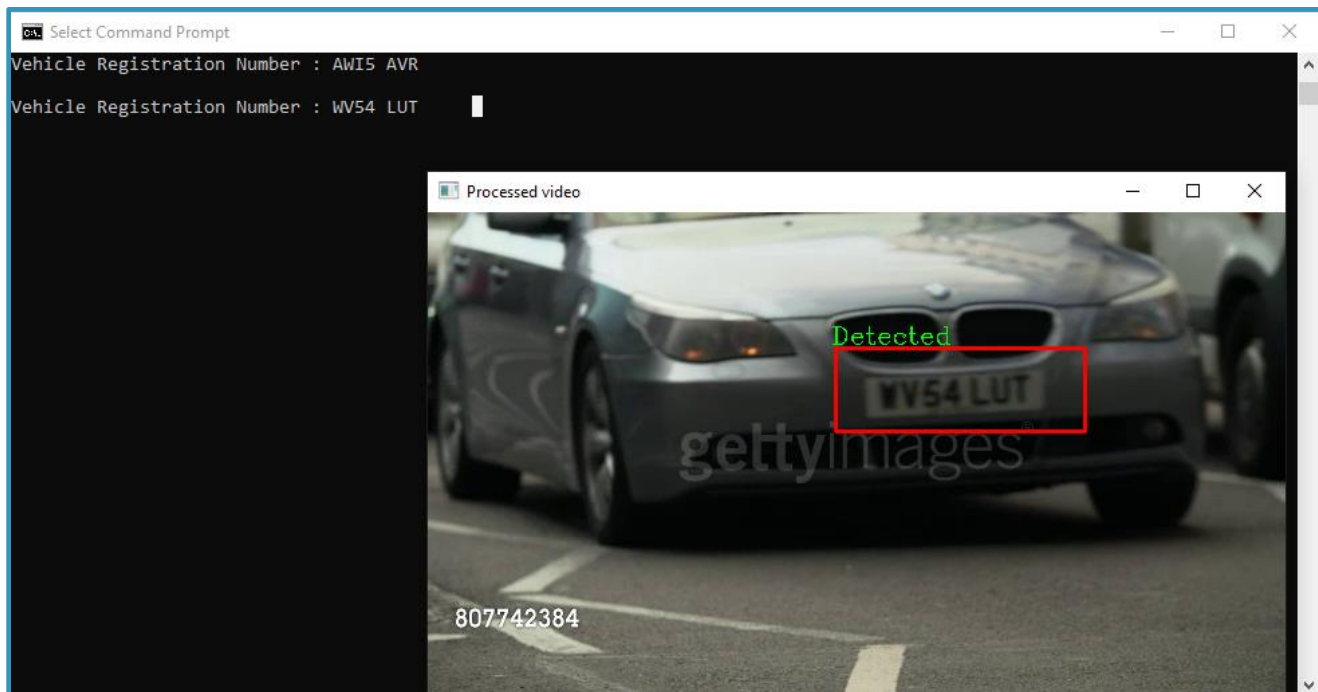 Select Command Prompt
Vehicle Registration Number : AWI5 AVR
Vehicle Registration Number : WV54 LUT
Processed video
Detected
WV54 LUT
gettyimages®
807742384